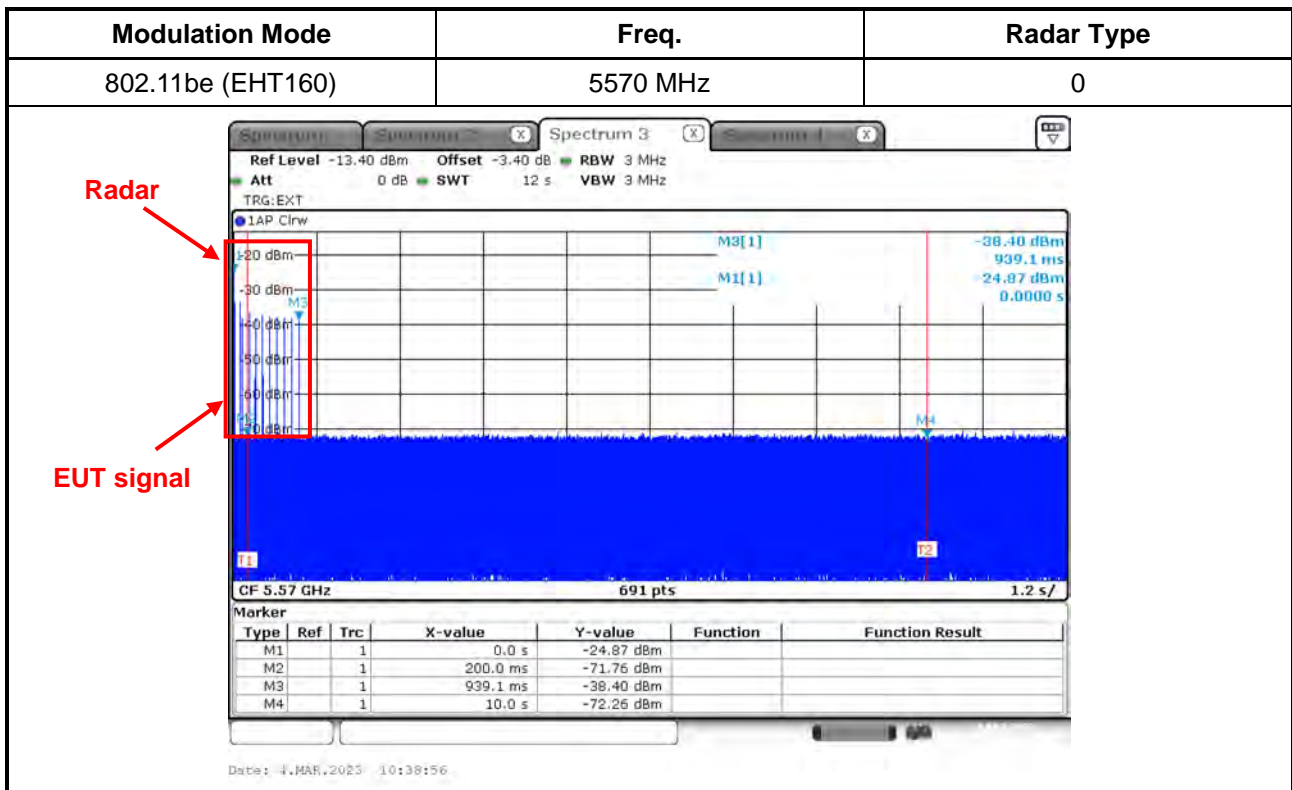 Modulation Mode Freq. Radar Type
802.11be (EHT160) 5570 MHz 0
Spectrum 3
Ref Level -13.40 dBm Offset -3.40 dB RBW 3 MHz
Att 0 dB SWT 12 s VBW 3 MHz
TRG:EXT
Radar
1AP Clrw
M3[1] -38.40 dBm
-20 dBm
939.1 ms
M1[1] -24.87 dBm
-30 dBm
0.0000 s
M3
-40 dBm
-50 dBm
-60 dBm
M4
-70 dBm
EUT signal
T1
T2
CF 5.57 GHz 691 pts 1.2 s/
Marker
Type Ref Trc X-value Y-value Function Function Result
M1 1 0.0 s -24.87 dBm
M2 1 200.0 ms -71.76 dBm
M3 1 939.1 ms -38.40 dBm
M4 1 10.0 s -72.26 dBm
Date: 4.MAR.2023 10:38:56